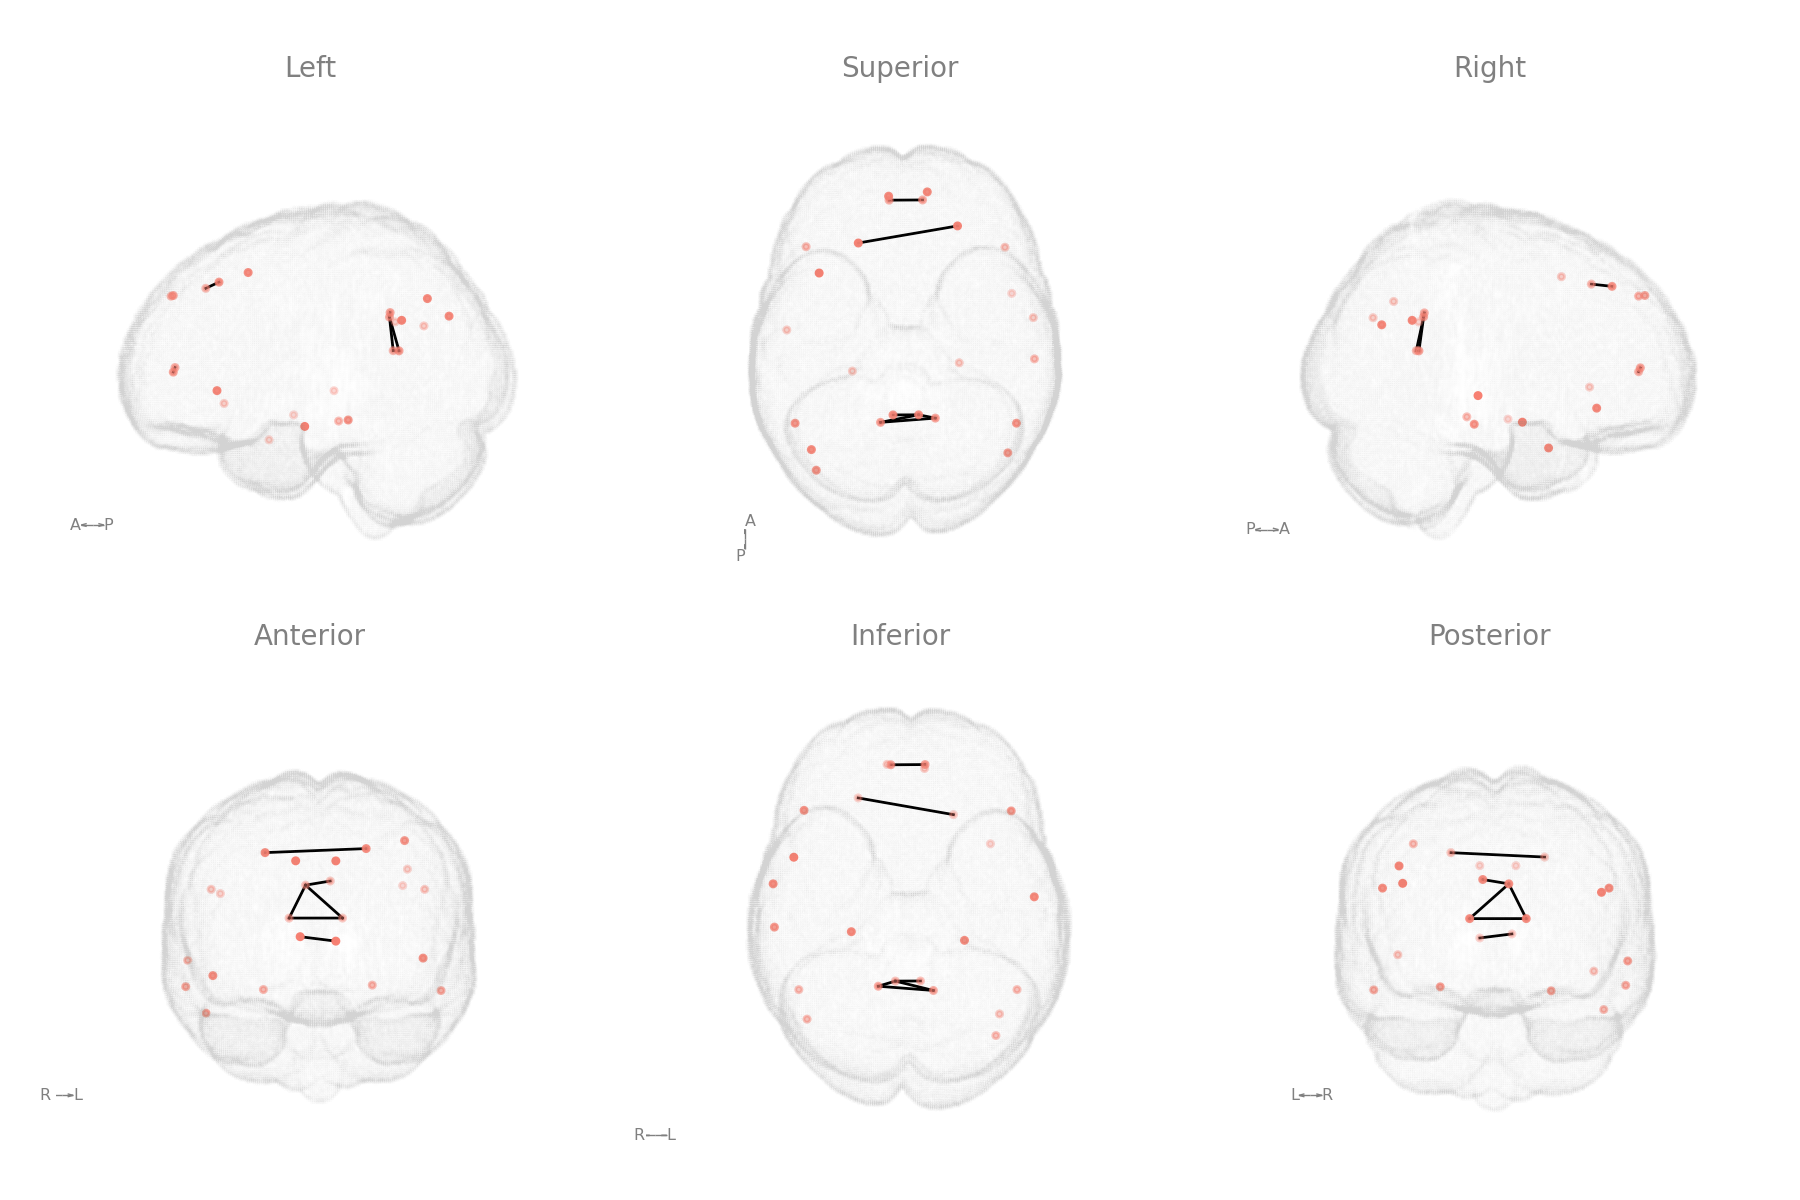 Left
Superior
Right
A
P
A
P
P
A
Anterior
Inferior
Posterior
R
L
R
L
L
R